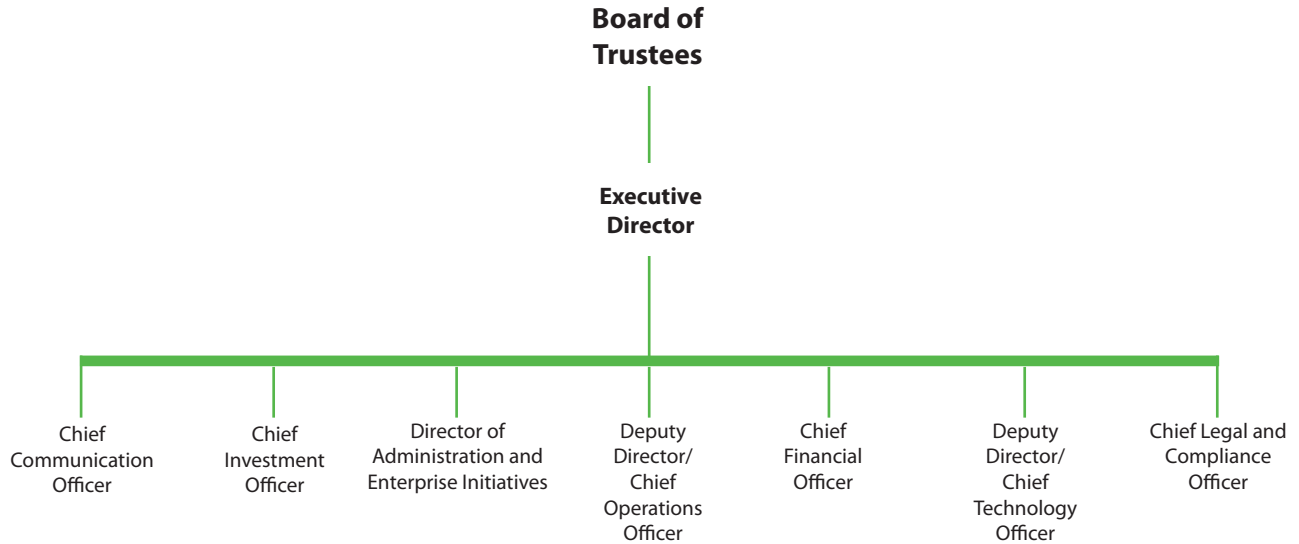 Board of
Trustees
Executive
Director
Chief
Communication
Officer
Chief
Investment
Officer
Director of
Administration and
Enterprise Initiatives
Deputy
Director/
Chief
Operations
Officer
Chief
Financial
Officer
Deputy
Director/
Chief
Technology
Officer
Chief Legal and
Compliance
Officer